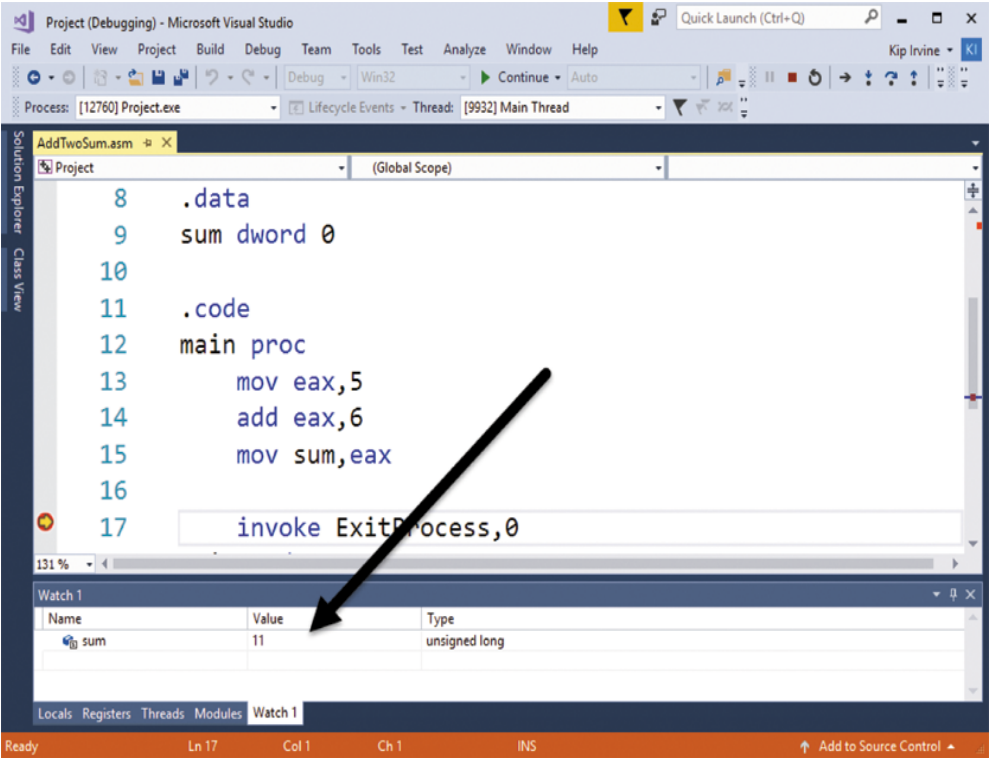 Project (Debugging) - Microsoft Visual Studio
Quick Launch (Ctrl+Q)
File Edit View Project Build Debug Team Tools Test Analyze Window Help
Kip Irvine KI
Debug Win32 Continue Auto
Process: [12760] Project.exe Lifecycle Events Thread: [9932] Main Thread
Solution Explorer
Class View
AddTwoSum.asm
Project (Global Scope)
8 .data
9 sum dword 0
10
11 .code
12 main proc
13 mov eax,5
14 add eax,6
15 mov sum,eax
16
17 invoke ExitProcess,0
131 %
Watch 1
Name Value Type
sum 11 unsigned long
Locals Registers Threads Modules Watch 1
Ready Ln 17 Col 1 Ch 1 INS Add to Source Control